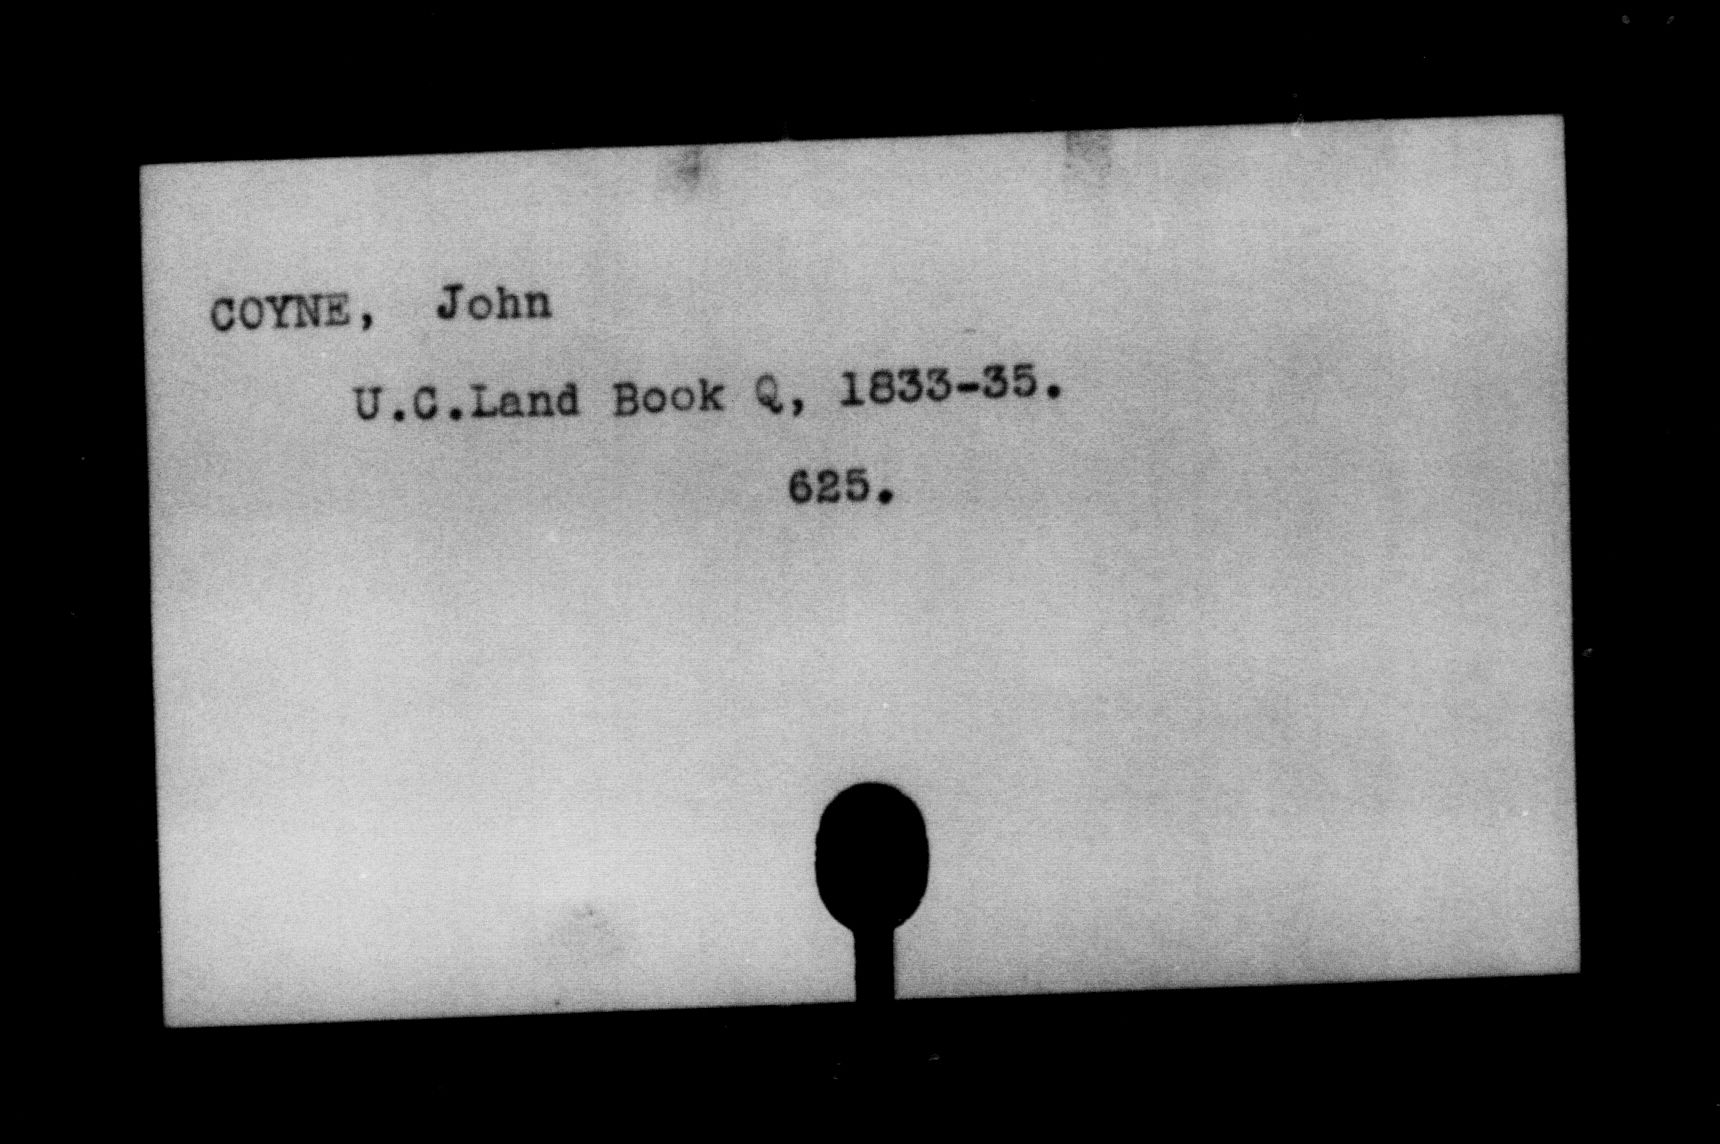 COYNE, John
U.C.Land Book Q, 1833-35.
625.